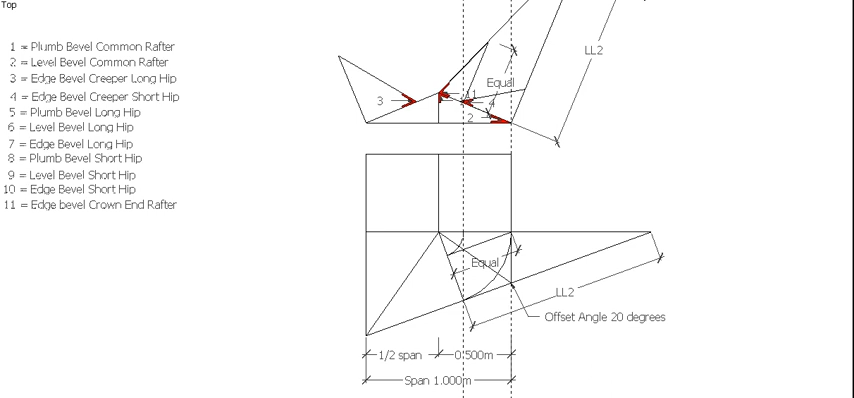 Top
1 = Plumb Bevel Common Rafter
2 = Level Bevel Common Rafter
3 = Edge Bevel Creeper Long Hip
4 = Edge Bevel Creeper Short Hip
5 = Plumb Bevel Long Hip
6 = Level Bevel Long Hip
7 = Edge Bevel Long Hip
8 = Plumb Bevel Short Hip
9 = Level Bevel Short Hip
10 = Edge Bevel Short Hip
11 = Edge bevel Crown End Rafter
LL2
Equal
3
11
4
2
Equal
LL2
Offset Angle 20 degrees
1/2 span
0.500m
Span 1.000m